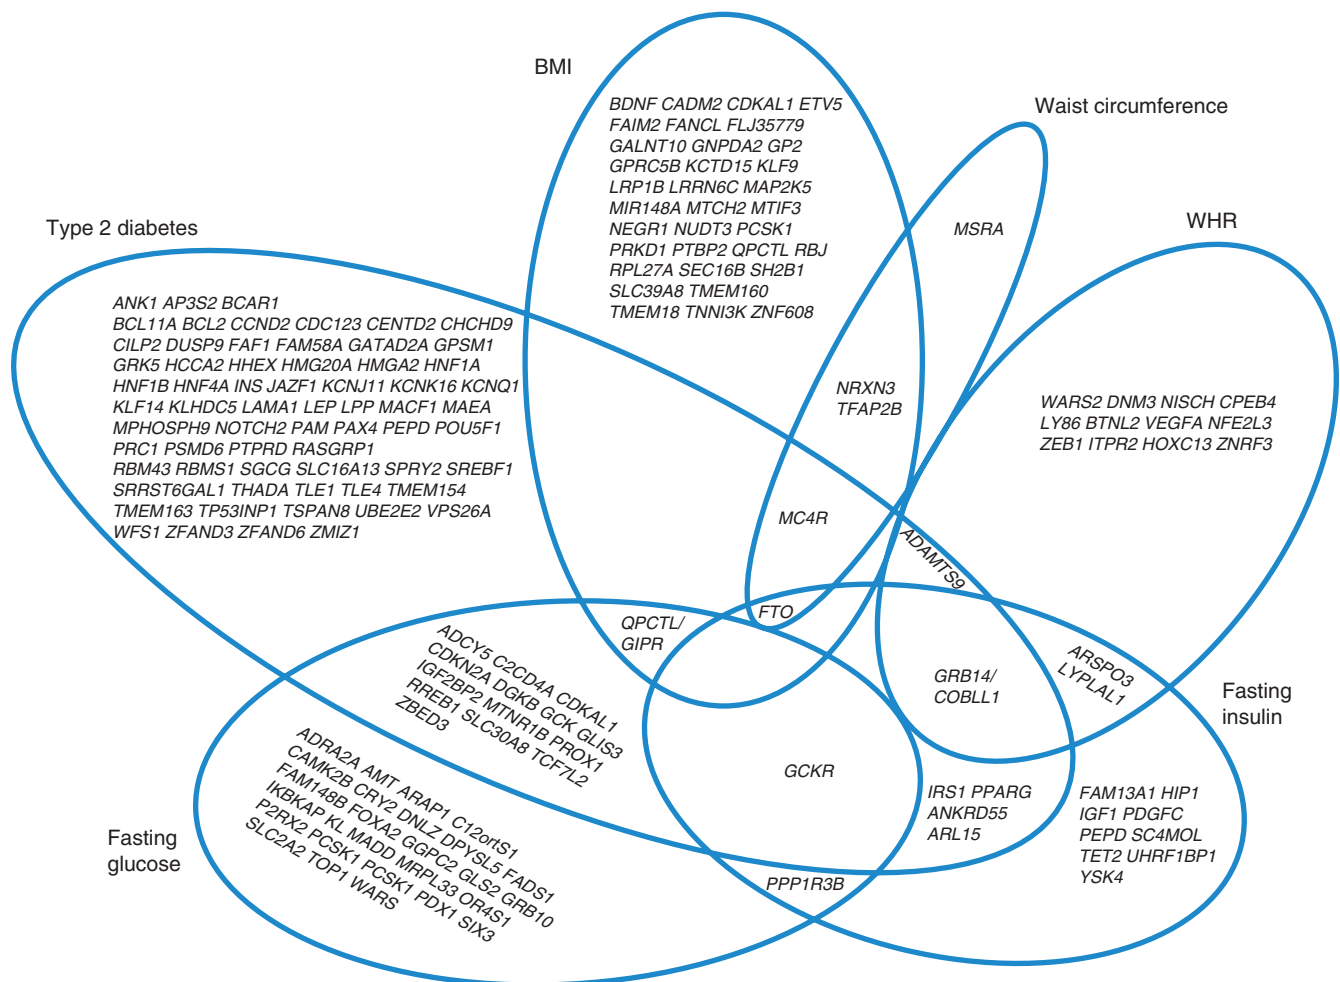 BMI
BDNF CADM2 CDKAL1 ETV5
FAIM2 FANCL FLJ35779
GALNT10 GNPDA2 GP2
GPRC5B KCTD15 KLF9
LRP1B LRRN6C MAP2K5
MIR148A MTCH2 MTIF3
NEGR1 NUDT3 PCSK1
PRKD1 PTBP2 QPCTL RBJ
RPL27A SEC16B SH2B1
SLC39A8 TMEM160
TMEM18 TNNI3K ZNF608
Waist circumference
MSRA
WHR
WARS2 DNM3 NISCH CPEB4
LY86 BTNL2 VEGFA NFE2L3
ZEB1 ITPR2 HOXC13 ZNRF3
Type 2 diabetes
ANK1 AP3S2 BCAR1
BCL11A BCL2 CCND2 CDC123 CENTD2 CHCHD9
CILP2 DUSP9 FAF1 FAM58A GATAD2A GPSM1
GRK5 HCCA2 HHEX HMG20A HMGA2 HNF1A
HNF1B HNF4A INS JAZF1 KCNJ11 KCNK16 KCNQ1
KLF14 KLHDC5 LAMA1 LEP LPP MACF1 MAEA
MPHOSPH9 NOTCH2 PAM PAX4 PEPD POU5F1
PRC1 PSMD6 PTPRD RASGRP1
RBM43 RBMS1 SGCG SLC16A13 SPRY2 SREBF1
SRRST6GAL1 THADA TLE1 TLE4 TMEM154
TMEM163 TP53INP1 TSPAN8 UBE2E2 VPS26A
WFS1 ZFAND3 ZFAND6 ZMIZ1
NRXN3
TFAP2B
MC4R
ADAMTS9
FTO
QPCTL/
GIPR
ADCY5 C2CD4A CDKAL1
CDKN2A DGKB GCK GLIS3
IGF2BP2 MTNR1B PROX1
RREB1 SLC30A8 TCF7L2
ZBED3
GRB14/
COBLL1
ARSPO3
LYPLAL1
Fasting
insulin
GCKR
IRS1 PPARG
ANKRD55
ARL15
FAM13A1 HIP1
IGF1 PDGFC
PEPD SC4MOL
TET2 UHRF1BP1
YSK4
Fasting
glucose
ADRA2A AMT ARAP1 C12ortS1
CAMK2B CRY2 DNLZ DPYSL5 FADS1
FAM148B FOXA2 GGPC2 GLS2 GRB10
IKBKAP KL MADD MRPL33 OR4S1
P2RX2 PCSK1 PCSK1 PDX1 SIX3
SLC2A2 TOP1 WARS
PPP1R3B